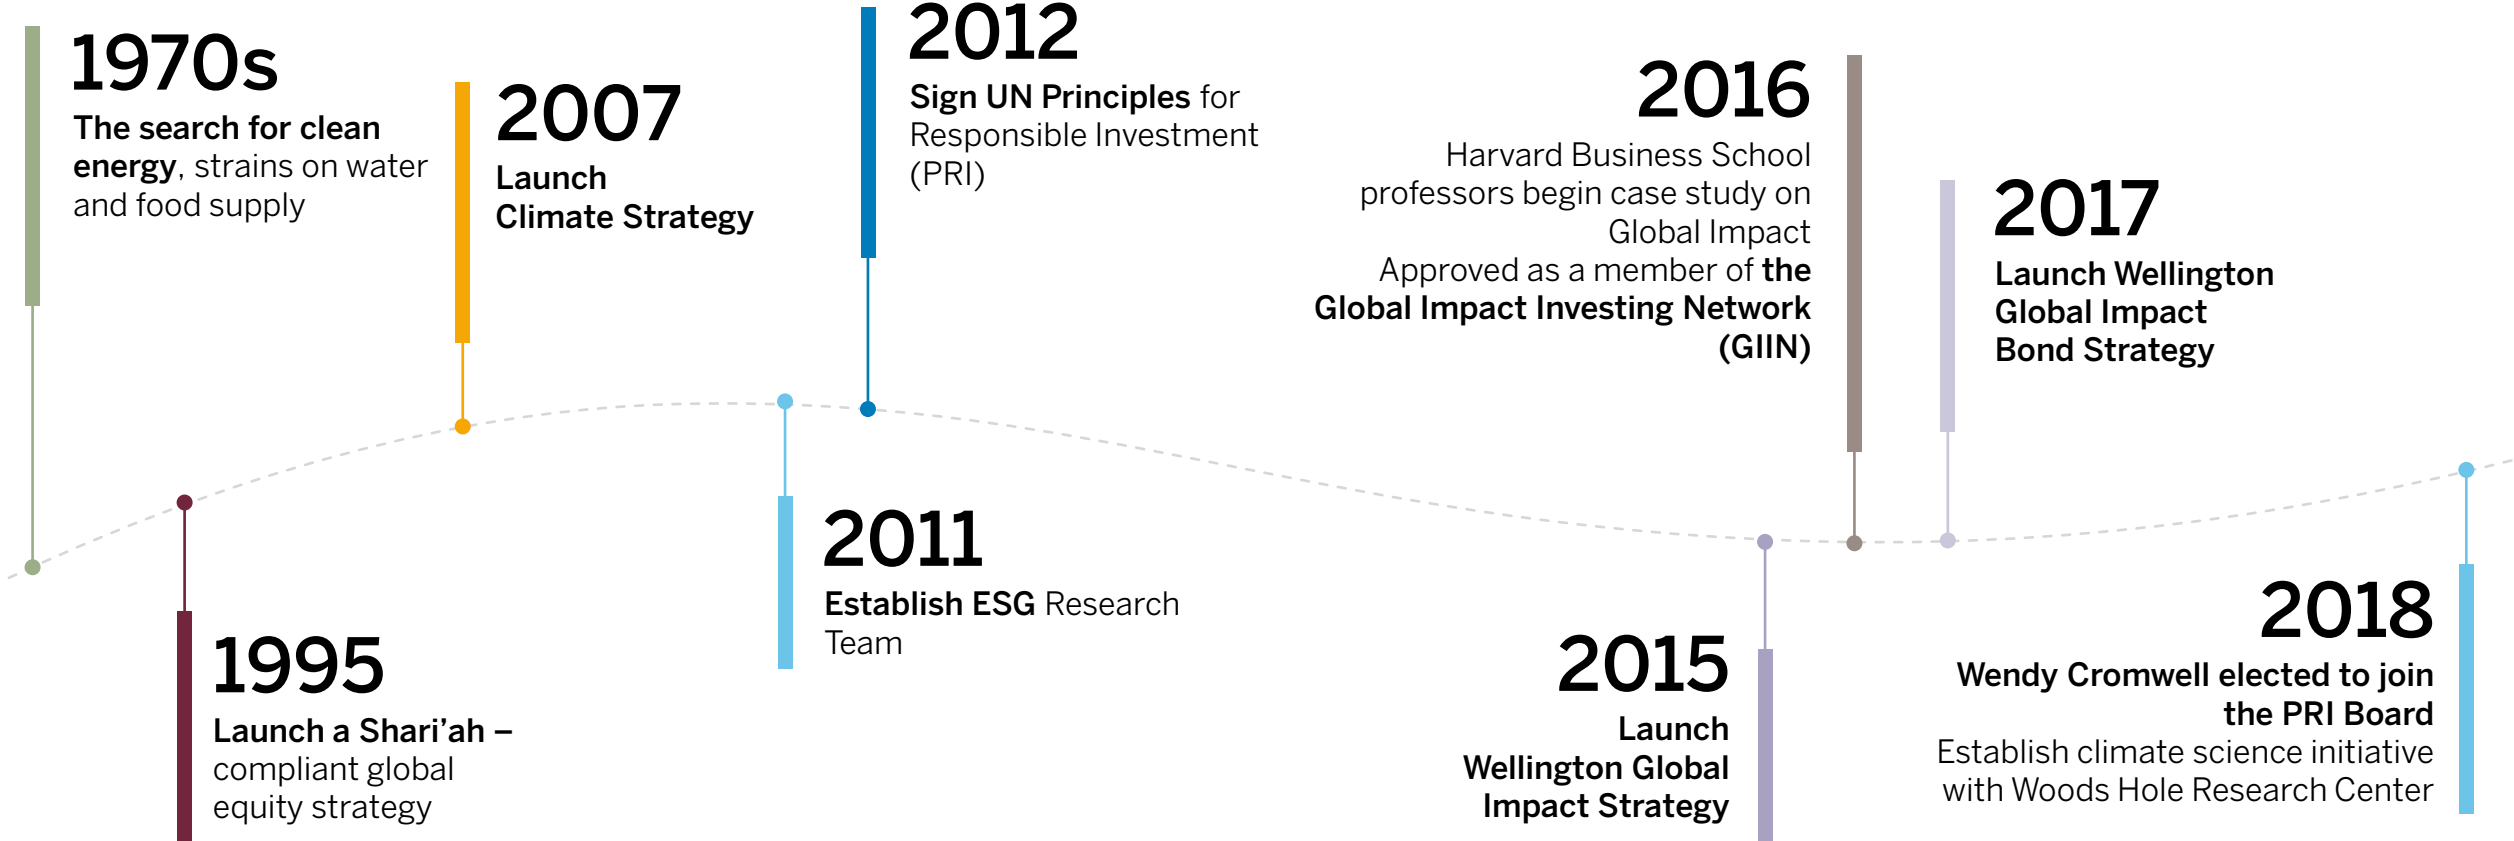 1970s
The search for clean
energy, strains on water
and food supply
1995
Launch a Shari’ah –
compliant global
equity strategy
2007
Launch
Climate Strategy
2011
Establish ESG Research
Team
2012
Sign UN Principles for
Responsible Investment
(PRI)
2015
Launch
Wellington Global
Impact Strategy
2016
Harvard Business School
professors begin case study on
Global Impact
Approved as a member of the
Global Impact Investing Network
(GIIN)
2017
Launch Wellington
Global Impact
Bond Strategy
2018
Wendy Cromwell elected to join
the PRI Board
Establish climate science initiative
with Woods Hole Research Center